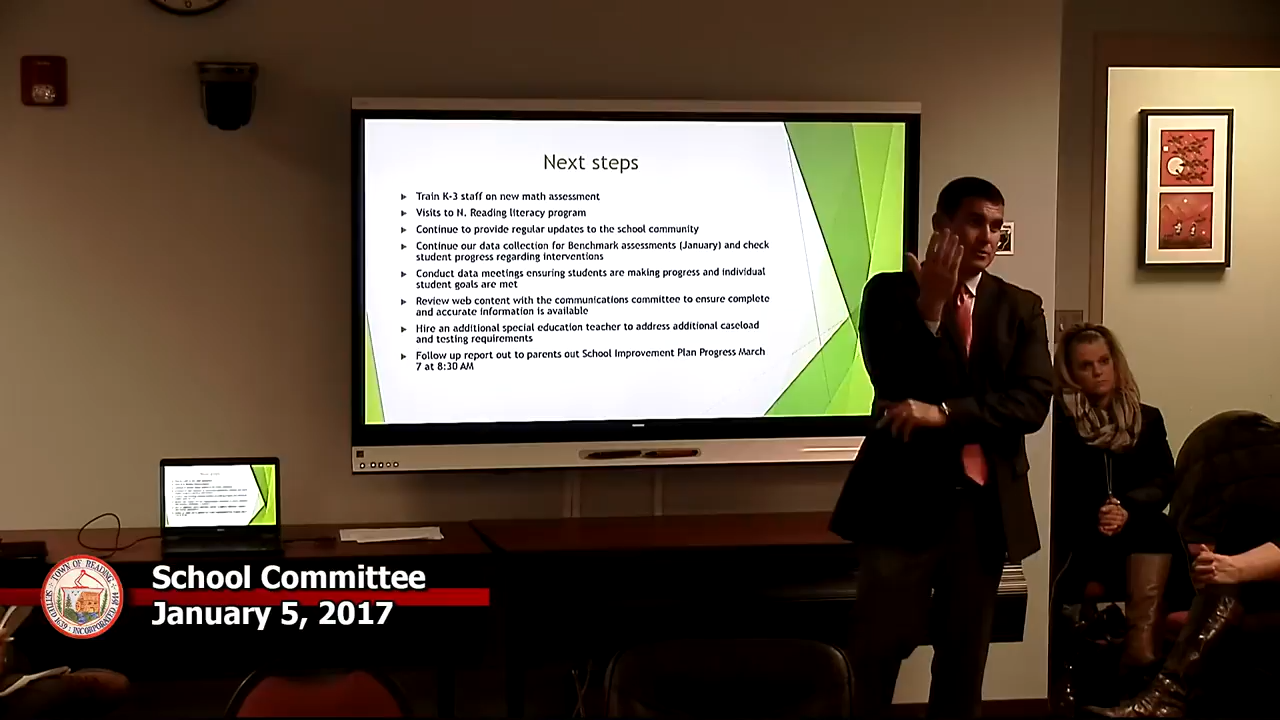 Next steps
Train K-3 staff on new math assessment
Visits to N. Reading literacy program
Continue to provide regular updates to the school community
Continue our data collection for Benchmark assessments (January) and check
student progress regarding interventions
Conduct data meetings ensuring students are making progress and individual
student goals are met
Review web content with the communications committee to ensure complete
and accurate information is available
Hire an additional special education teacher to address additional caseload
and testing requirements
Follow up report out to parents out School Improvement Plan Progress March
7 at 8:30 AM
School Committee
January 5, 2017
TOWN OF READING